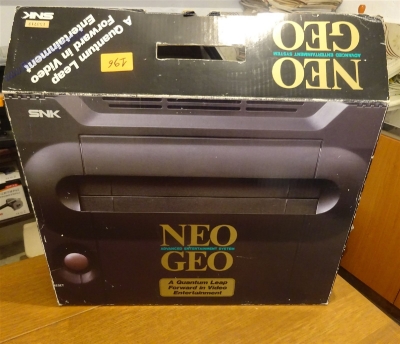 SNK
A Quantum Leap
Forward in Video
Entertainment
196
NEO
GEO
ADVANCED ENTERTAINMENT SYSTEM
SNK
NEO
ADVANCED ENTERTAINMENT SYSTEM
GEO
A Quantum Leap
Forward in Video
Entertainment